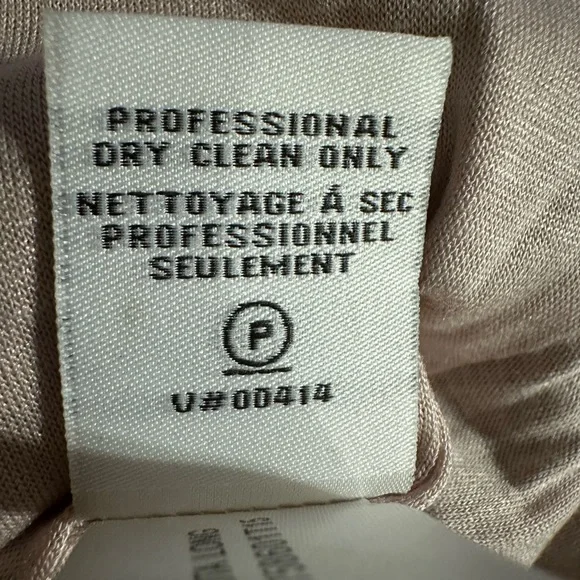 PROFESSIONAL
DRY CLEAN ONLY
NETTOYAGE Á SEC
PROFESSIONNEL
SEULEMENT
P
V#00414